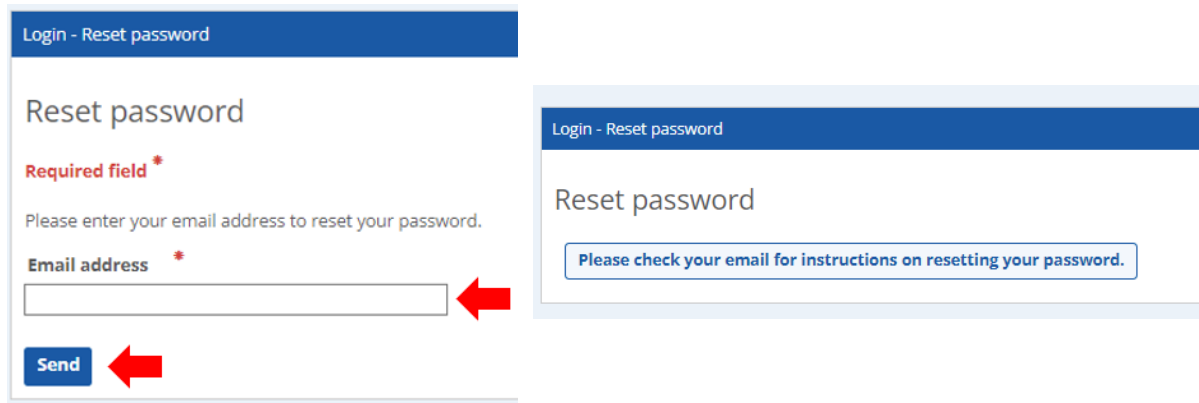 Login - Reset password
Reset password
Required field *
Please enter your email address to reset your password.
Email address *
Send
Login - Reset password
Reset password
Please check your email for instructions on resetting your password.